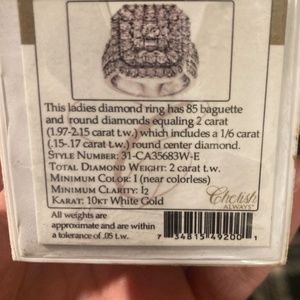 This ladies diamond ring has 85 baguette
and round diamonds equaling 2 carat
(1.97-2.15 carat t.w.) which includes a 1/6 carat
(.15-.17 carat t.w.) round center diamond.
Style Number: 31-CA35683W-E
Total Diamond Weight: 2 carat t.w.
Minimum Color: I (near colorless)
Minimum Clarity: I2
Karat: 10kt White Gold
Cherish
ALWAYS
All weights are
approximate and are within
a tolerance of .05 t.w.
7 34815 49200 1